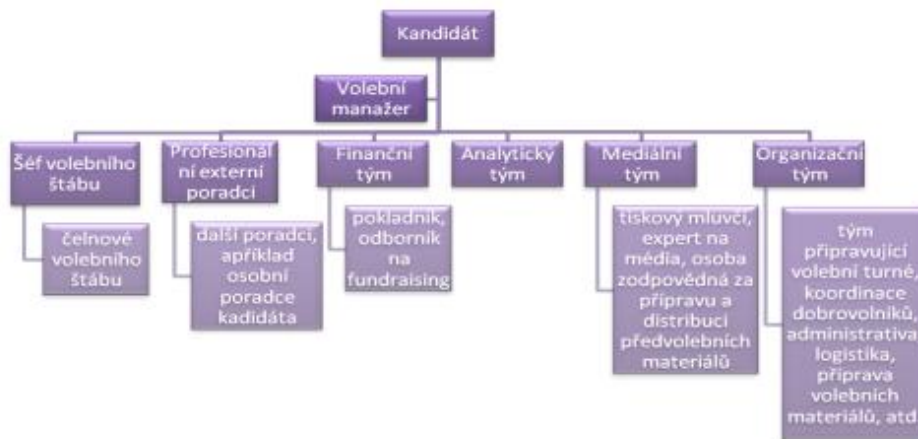 Kandidát
Volební
manažer
Šéf volebního
štábu
čelnové
volebního
štábu
Profesionál
ní externí
poradci
další poradci,
apříklad
osobní
poradce
kadidáta
Finanční
tým
pokladník,
odborník
na
fundraising
Analytický
tým
Mediální
tým
tiskový mluvčí,
expert na
média, osoba
zodpovědná za
přípravu a
distribuci
předvolebních
materiálů
Organizační
tým
tým
připravující
volební turné,
koordinace
dobrovolníků,
administrativa,
logistika,
příprava
volebních
materiálů, atd